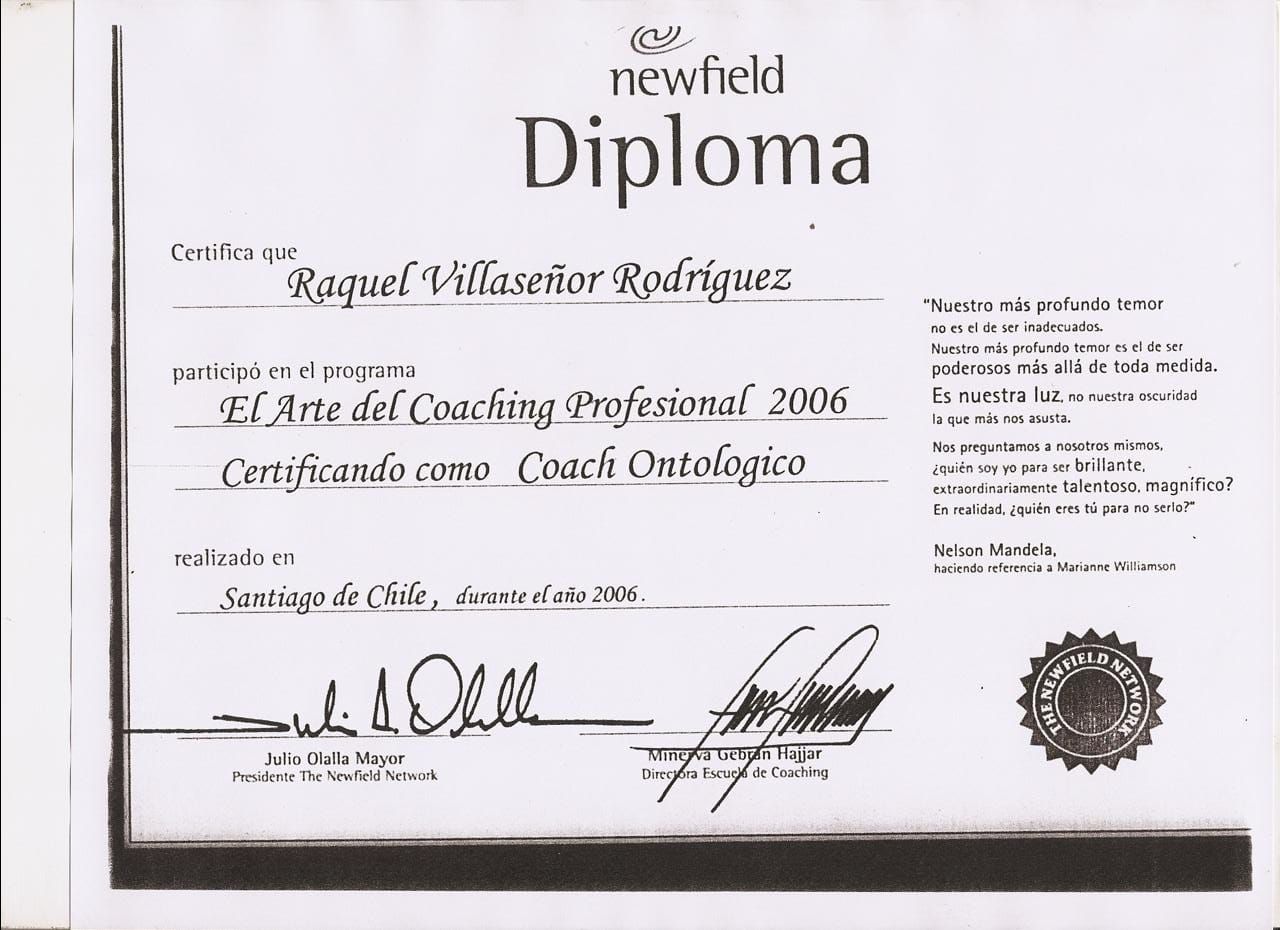 newfield
Diploma
Certifica que
Raquel Villaseñor Rodríguez
participó en el programa
El Arte del Coaching Profesional 2006
Certificando como Coach Ontologico
realizado en
Santiago de Chile, durante el año 2006.
Julio Olalla
Julio Olalla Mayor
Presidente The Newfield Network
Minerva Gebrán Hajjar
Directora Escuela de Coaching
"Nuestro más profundo temor
no es el de ser inadecuados.
Nuestro más profundo temor es el de ser
poderosos más allá de toda medida.
Es nuestra luz, no nuestra oscuridad
la que más nos asusta.
Nos preguntamos a nosotros mismos,
¿quién soy yo para ser brillante,
extraordinariamente talentoso, magnífico?
En realidad, ¿quién eres tú para no serlo?"
Nelson Mandela,
haciendo referencia a Marianne Williamson
THE NEWFIELD NETWORK